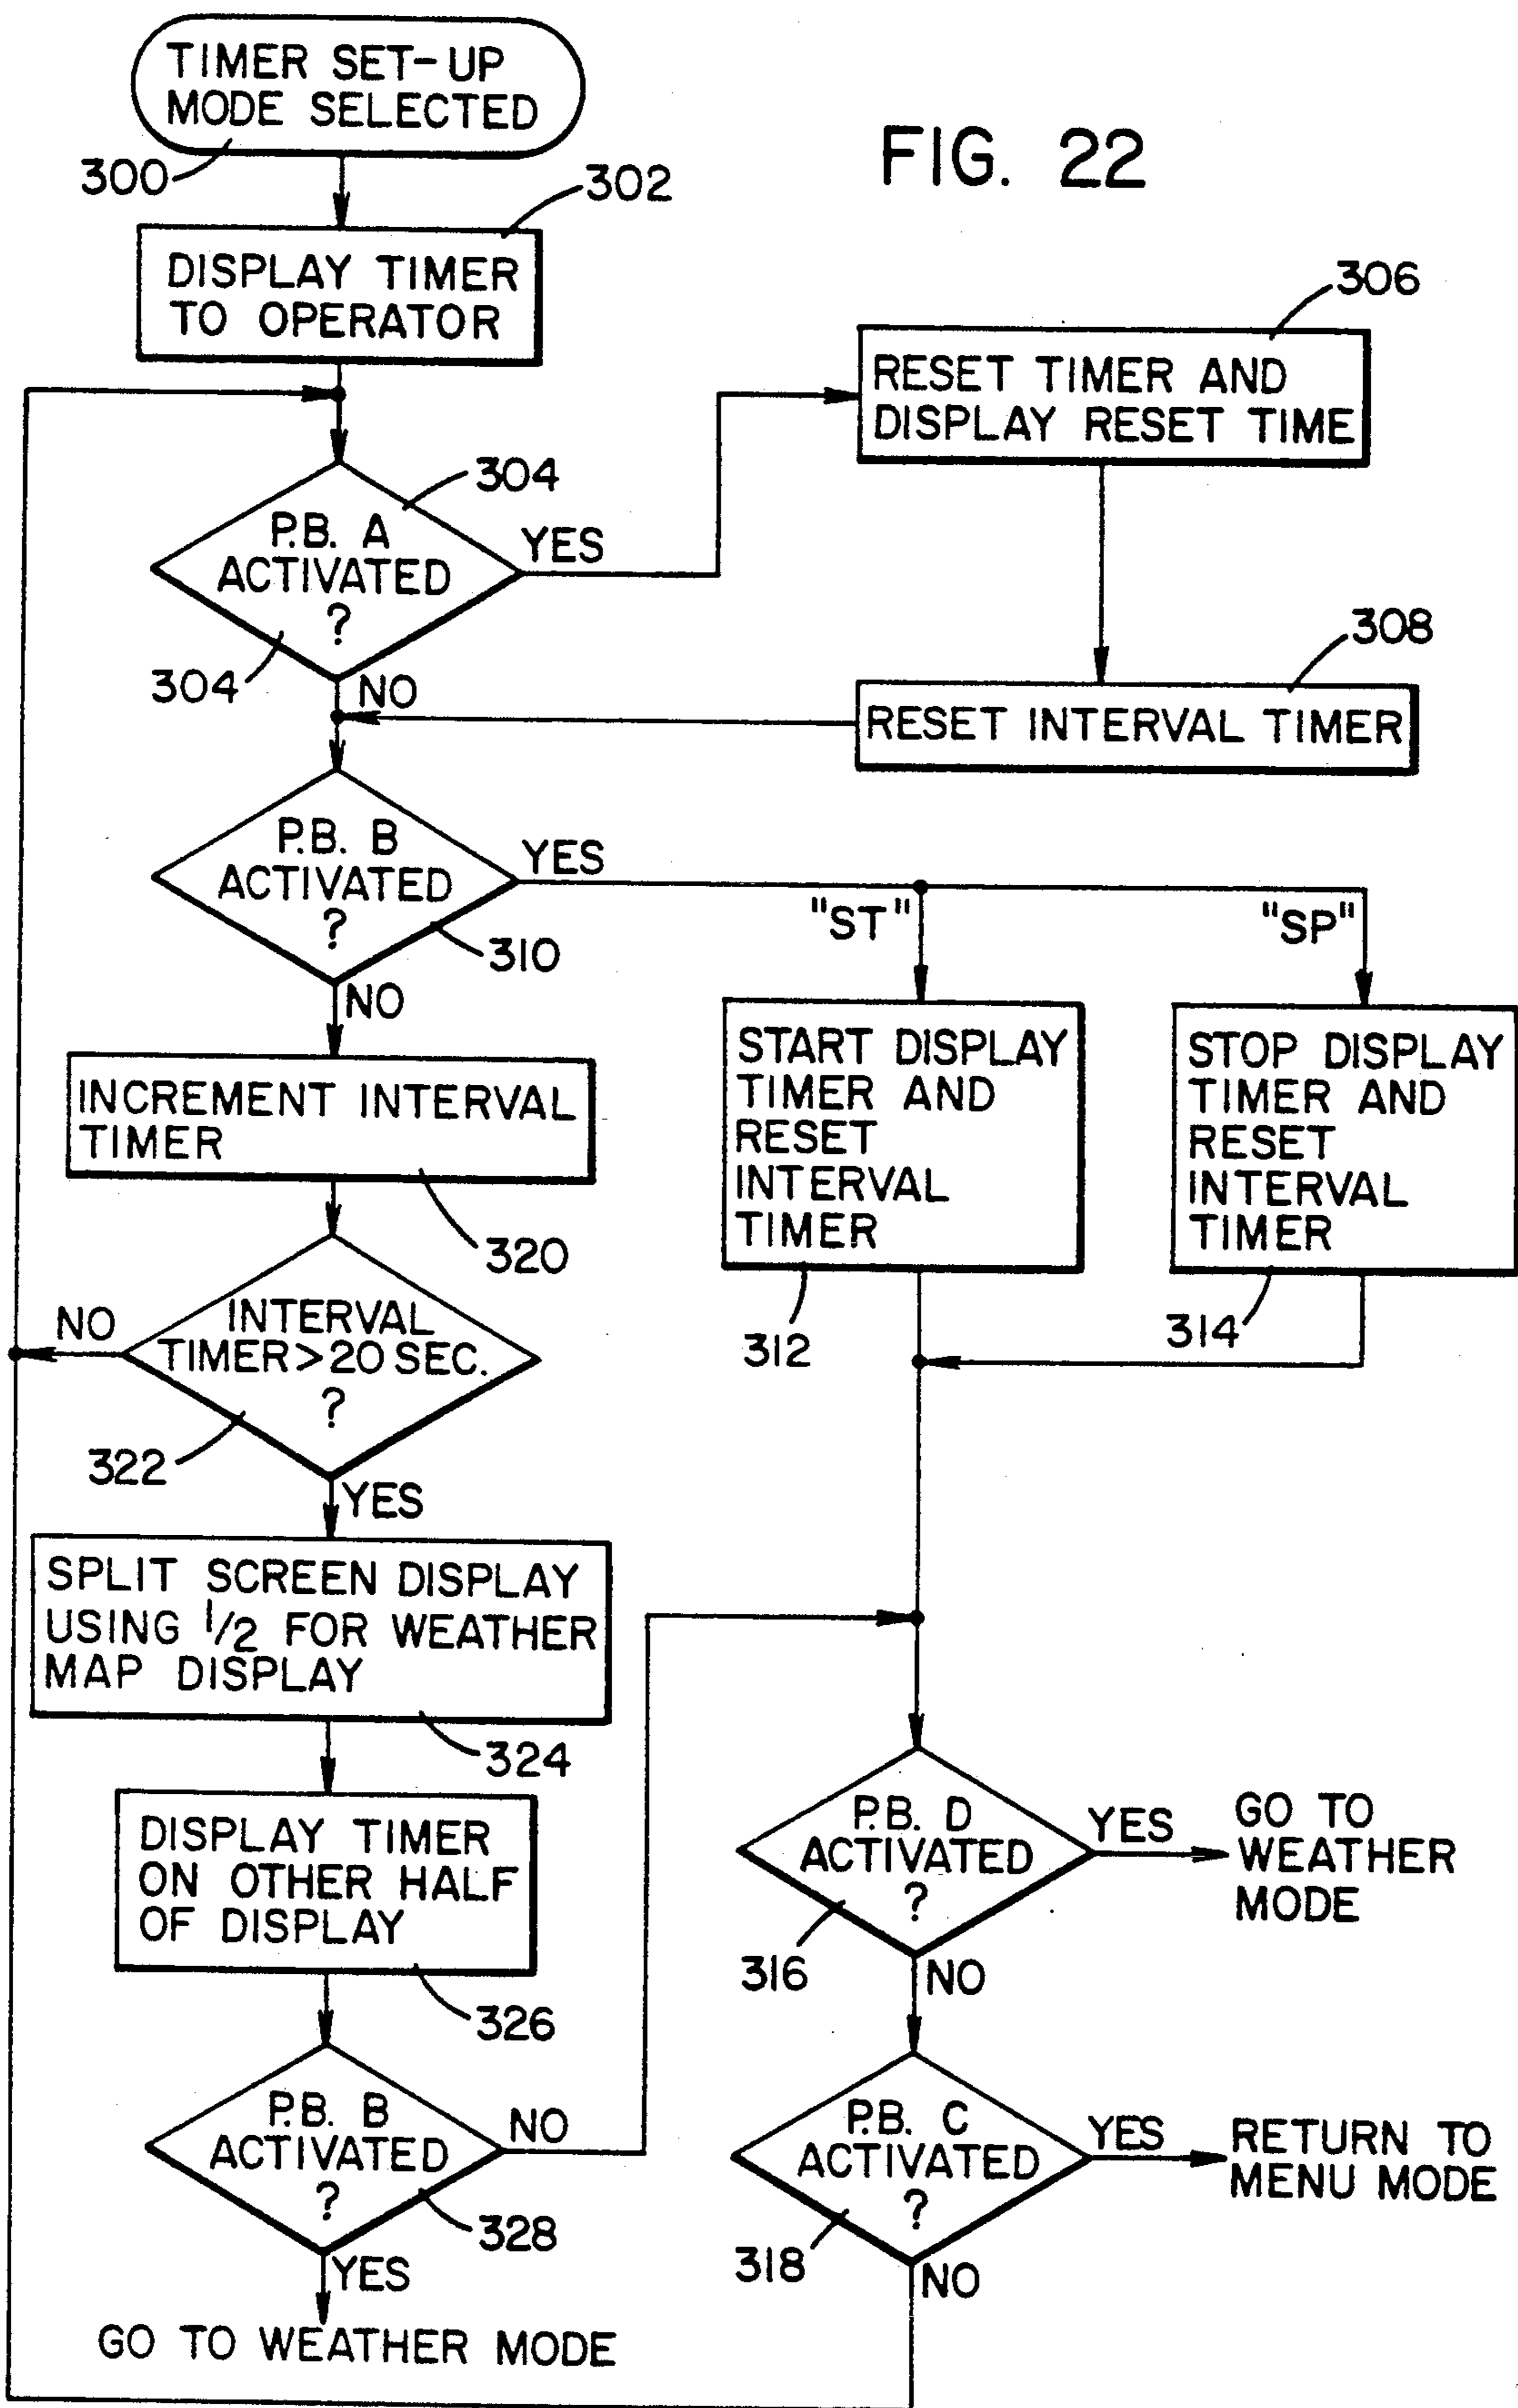 TIMER SET-UP
MODE SELECTED
300
FIG. 22
302
DISPLAY TIMER
TO OPERATOR
306
RESET TIMER AND
DISPLAY RESET TIME
304
P.B. A
ACTIVATED
?
YES
304
NO
308
RESET INTERVAL TIMER
P.B. B
ACTIVATED
?
YES
310
NO
"ST"
"SP"
START DISPLAY
TIMER AND
RESET
INTERVAL
TIMER
312
STOP DISPLAY
TIMER AND
RESET
INTERVAL
TIMER
314
INCREMENT INTERVAL
TIMER
320
INTERVAL
TIMER>20 SEC.
?
NO
322
YES
SPLIT SCREEN DISPLAY
USING 1/2 FOR WEATHER
MAP DISPLAY
324
DISPLAY TIMER
ON OTHER HALF
OF DISPLAY
326
P.B. B
ACTIVATED
?
NO
328
YES
GO TO WEATHER MODE
P.B. D
ACTIVATED
?
YES
GO TO
WEATHER
MODE
316
NO
P.B. C
ACTIVATED
?
YES
RETURN TO
MENU MODE
318
NO